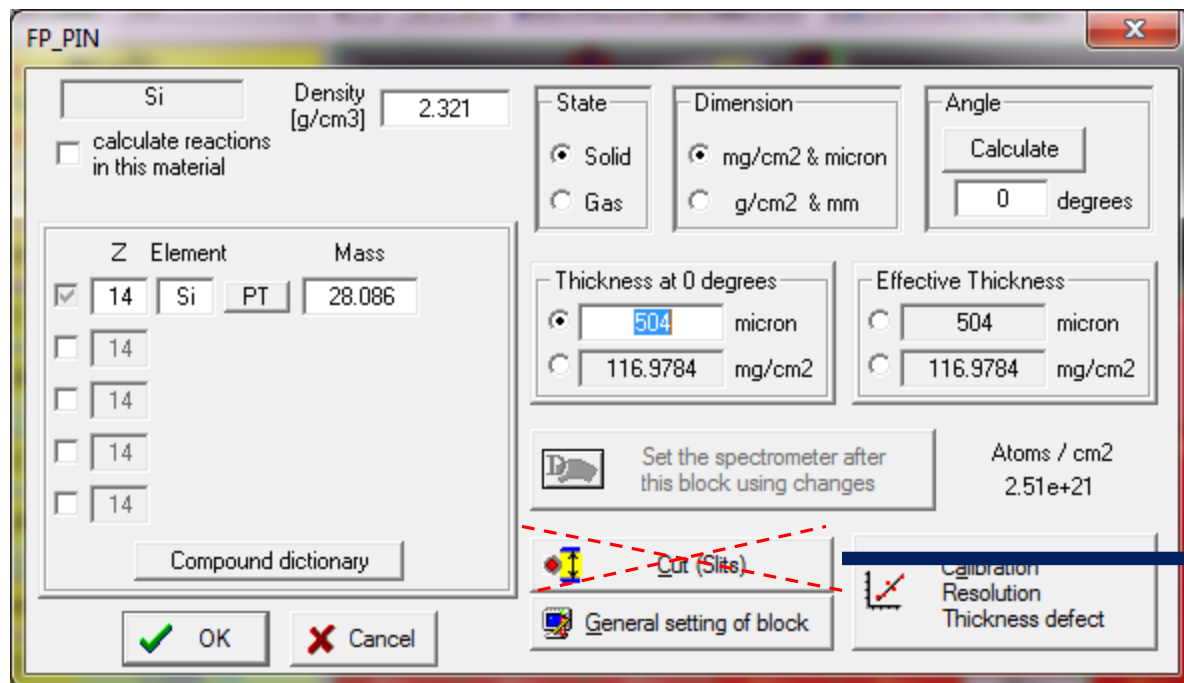 FP_PIN
Si
Density
[g/cm3]
2.321
calculate reactions
in this material
Z Element Mass
14 Si PT 28.086
14
14
14
14
Compound dictionary
OK
Cancel
State
Solid
Gas
Dimension
mg/cm2 & micron
g/cm2 & mm
Angle
Calculate
0 degrees
Thickness at 0 degrees
504 micron
116.9784 mg/cm2
Effective Thickness
504 micron
116.9784 mg/cm2
Set the spectrometer after
this block using changes
Atoms / cm2
2.51e+21
Cut (Slits)
General setting of block
Calibration
Resolution
Thickness defect